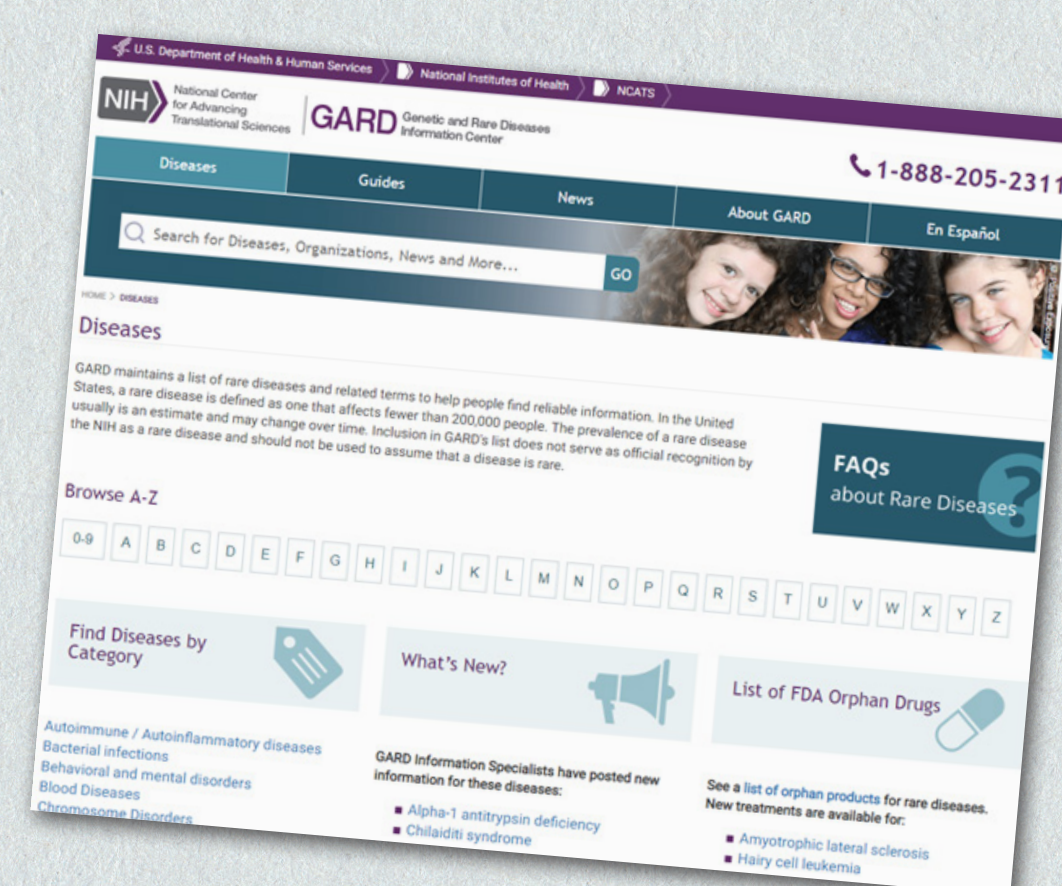 U.S. Department of Health & Human Services
National Institutes of Health
NCATS
NIH
National Center
for Advancing
Translational Sciences
GARD
Genetic and Rare Diseases
Information Center
1-888-205-2311
Diseases
Guides
News
About GARD
En Español
Search for Diseases, Organizations, News and More...
GO
HOME > DISEASES
Diseases
GARD maintains a list of rare diseases and related terms to help people find reliable information. In the United
States, a rare disease is defined as one that affects fewer than 200,000 people. The prevalence of a rare disease
usually is an estimate and may change over time. Inclusion in GARD's list does not serve as official recognition by
the NIH as a rare disease and should not be used to assume that a disease is rare.
FAQs
about Rare Diseases
?
Browse A-Z
0-9 A B C D E F G H I J K L M N O P Q R S T U V W X Y Z
Find Diseases by
Category
Autoimmune / Autoinflammatory diseases
Bacterial infections
Behavioral and mental disorders
Blood Diseases
Chromosome Disorders
What's New?
GARD Information Specialists have posted new
information for these diseases:
Alpha-1 antitrypsin deficiency
Chilaiditi syndrome
List of FDA Orphan Drugs
See a list of orphan products for rare diseases.
New treatments are available for:
Amyotrophic lateral sclerosis
Hairy cell leukemia